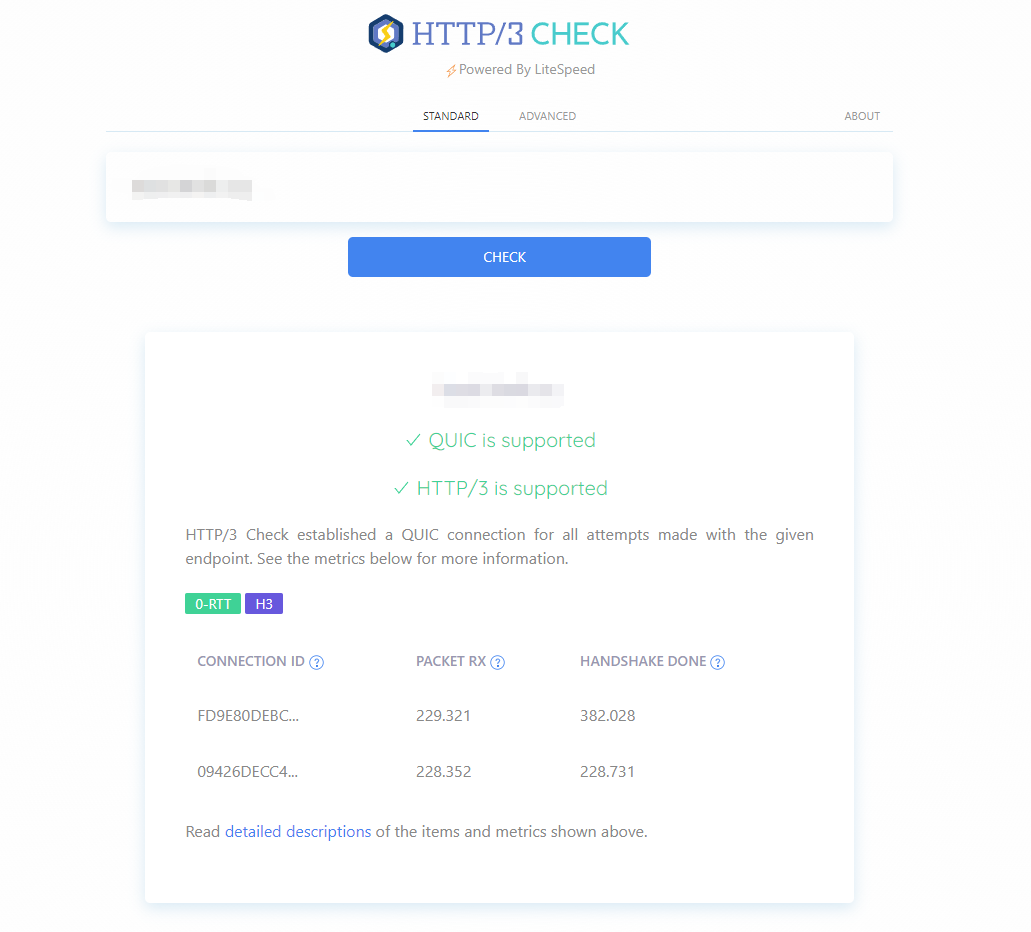 HTTP/3 CHECK
Powered By LiteSpeed
STANDARD ADVANCED ABOUT
CHECK
QUIC is supported
HTTP/3 is supported
HTTP/3 Check established a QUIC connection for all attempts made with the given
endpoint. See the metrics below for more information.
0-RTT H3
CONNECTION ID ? PACKET RX ? HANDSHAKE DONE ?
FD9E80DEBC... 229.321 382.028
09426DECC4... 228.352 228.731
Read detailed descriptions of the items and metrics shown above.